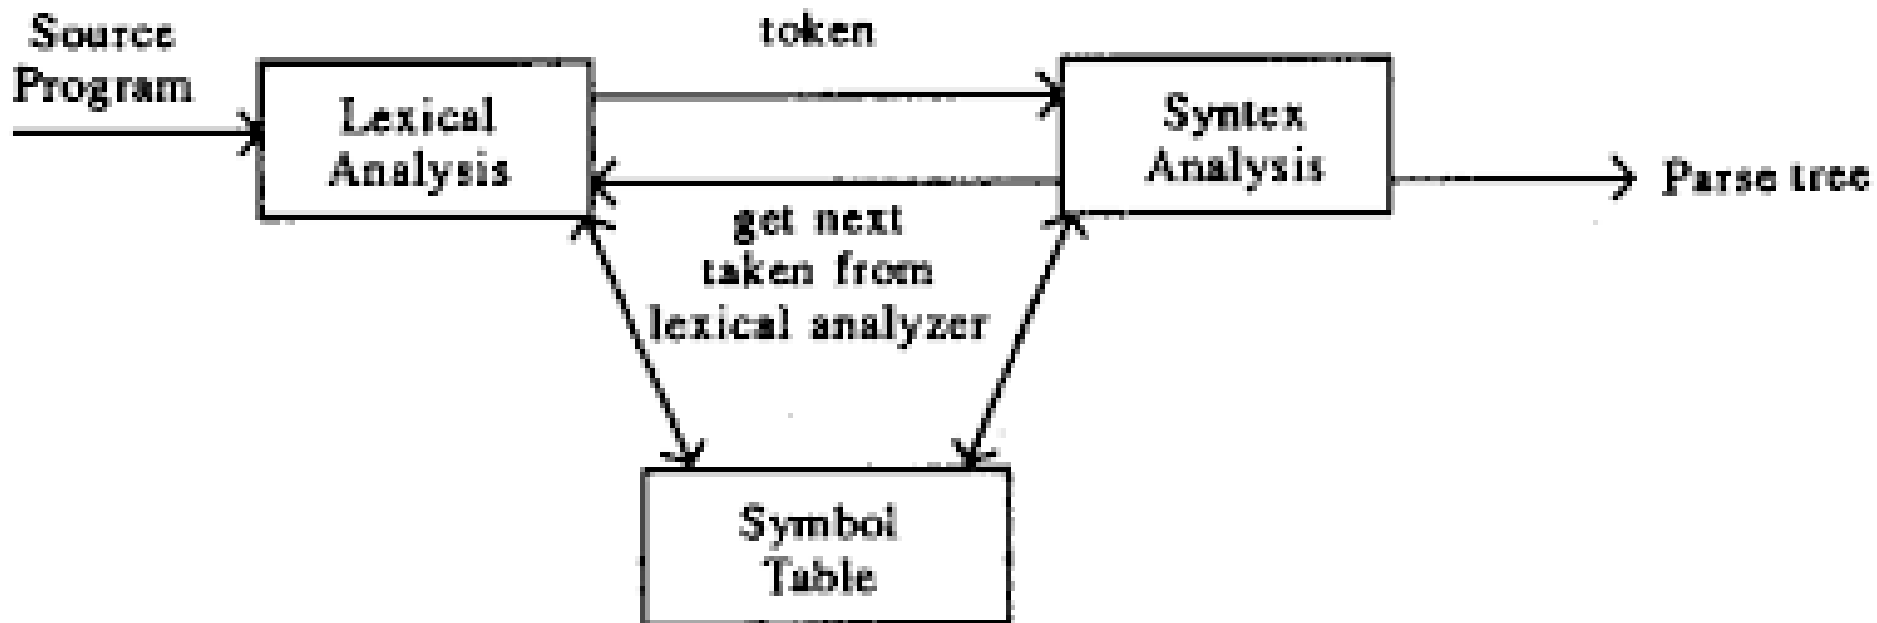 Source
Program
token
Lexical
Analysis
Syntex
Analysis
Parse tree
get next
taken from
lexical analyzer
Symbol
Table